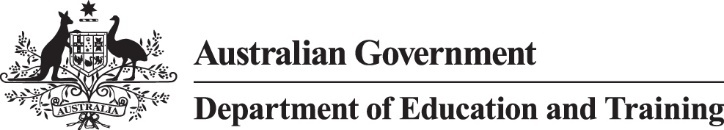 Australian Government
Department of Education and Training
AUSTRALIA